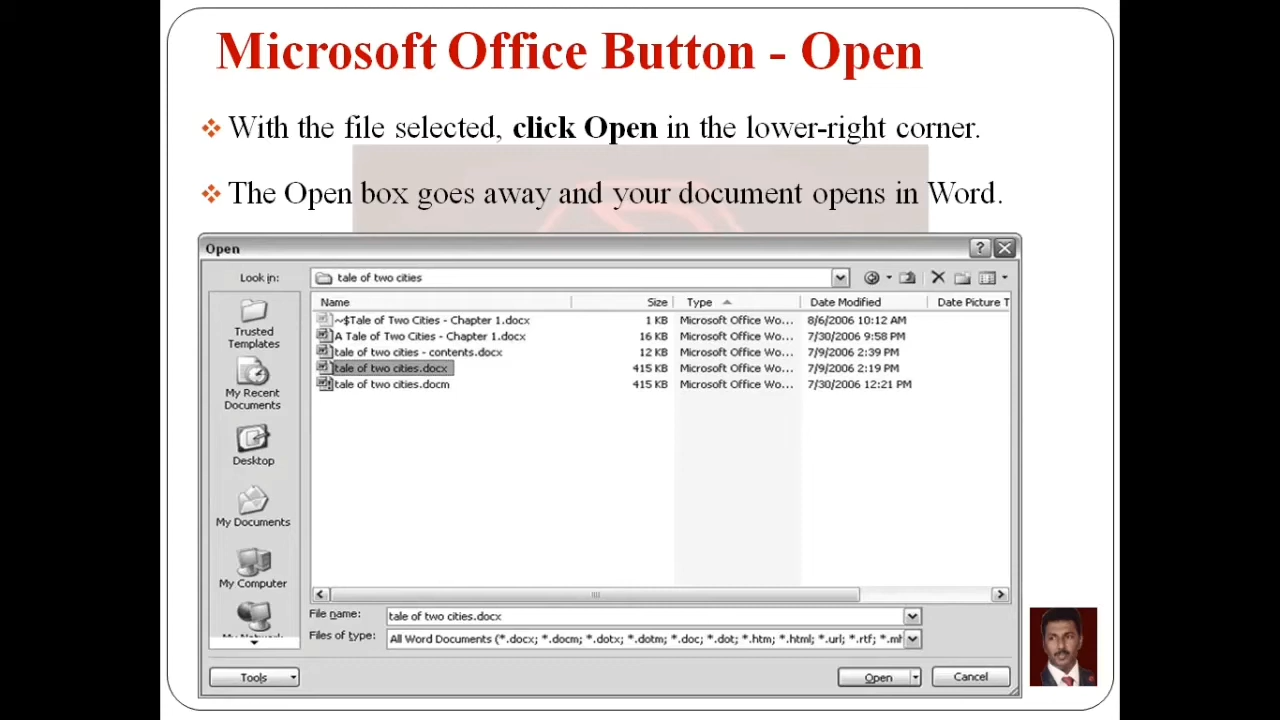 Microsoft Office Button - Open
With the file selected, click Open in the lower-right corner.
The Open box goes away and your document opens in Word.
Open
Look in: tale of two cities
Name Size Type Date Modified Date Picture T
~$Tale of Two Cities - Chapter 1.docx 1 KB Microsoft Office Wo... 8/6/2006 10:12 AM
A Tale of Two Cities - Chapter 1.docx 16 KB Microsoft Office Wo... 7/30/2006 9:58 PM
tale of two cities - contents.docx 12 KB Microsoft Office Wo... 7/9/2006 2:39 PM
tale of two cities.docx 415 KB Microsoft Office Wo... 7/9/2006 2:19 PM
tale of two cities.docm 415 KB Microsoft Office Wo... 7/30/2006 12:21 PM
Trusted
Templates
My Recent
Documents
Desktop
My Documents
My Computer
File name: tale of two cities.docx
Files of type: All Word Documents (*.docx; *.docm; *.dotx; *.dotm; *.doc; *.dot; *.htm; *.html; *.url; *.rtf; *.mh
Tools Open Cancel